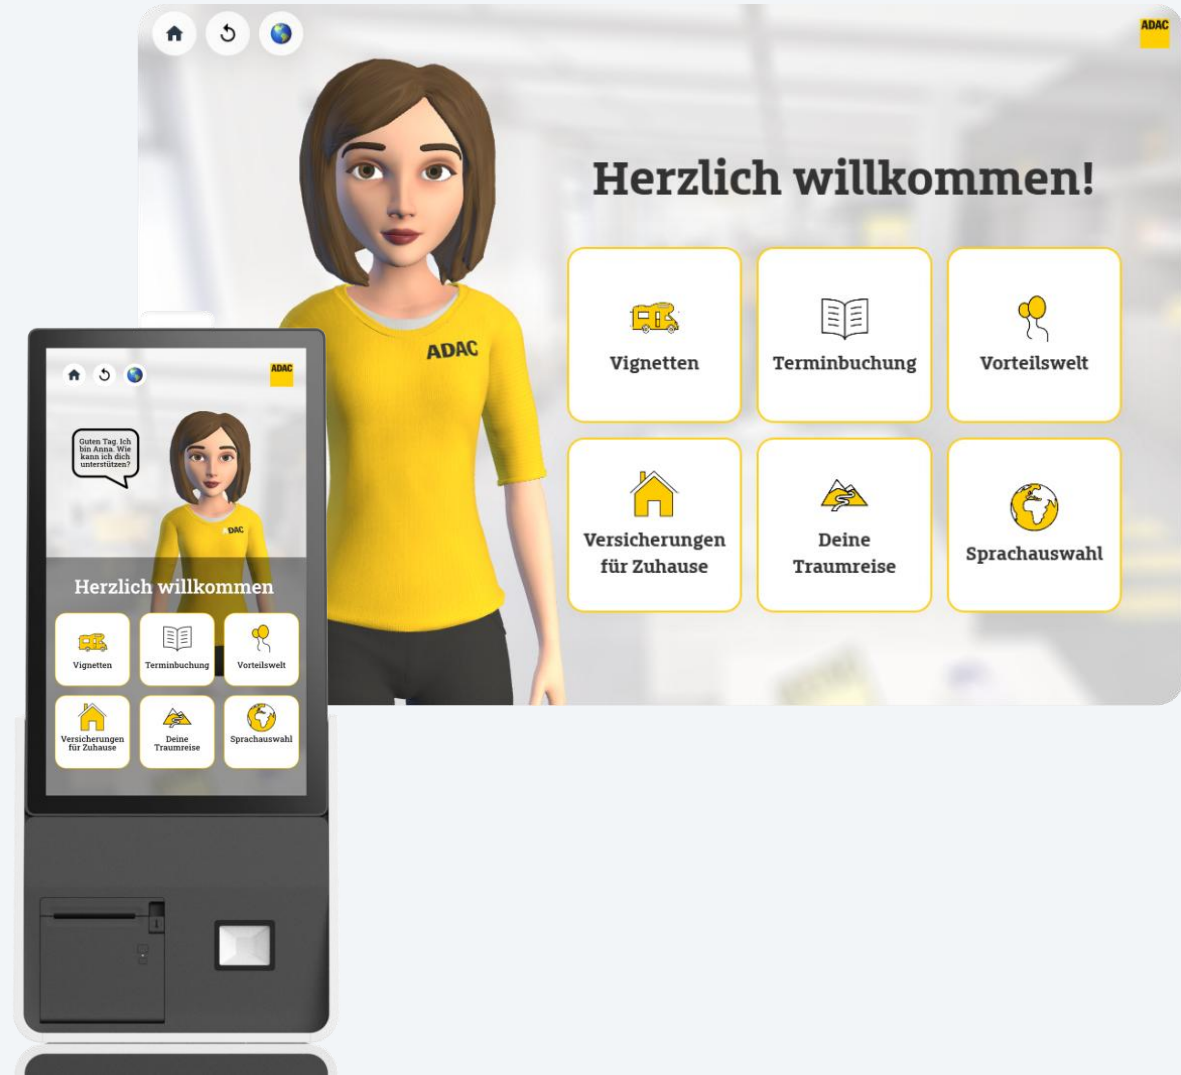 ADAC
Herzlich willkommen!
Vignetten
Terminbuchung
Vorteilswelt
Versicherungen
für Zuhause
Deine
Traumreise
Sprachauswahl
ADAC
ADAC
Guten Tag. Ich
bin Anna. Wie
kann ich dich
unterstützen?
DAC
Herzlich willkommen
Vignetten
Terminbuchung
Vorteilswelt
Versicherungen
für Zuhause
Deine
Traumreise
Sprachauswahl